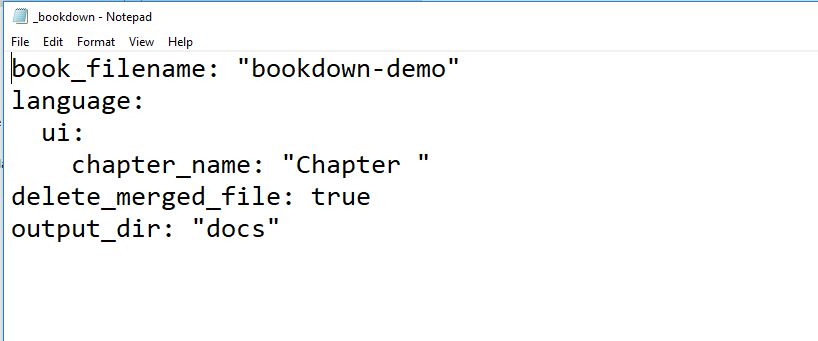 _bookdown - Notepad
File Edit Format View Help
book_filename: "bookdown-demo"
language:
  ui:
    chapter_name: "Chapter "
delete_merged_file: true
output_dir: "docs"